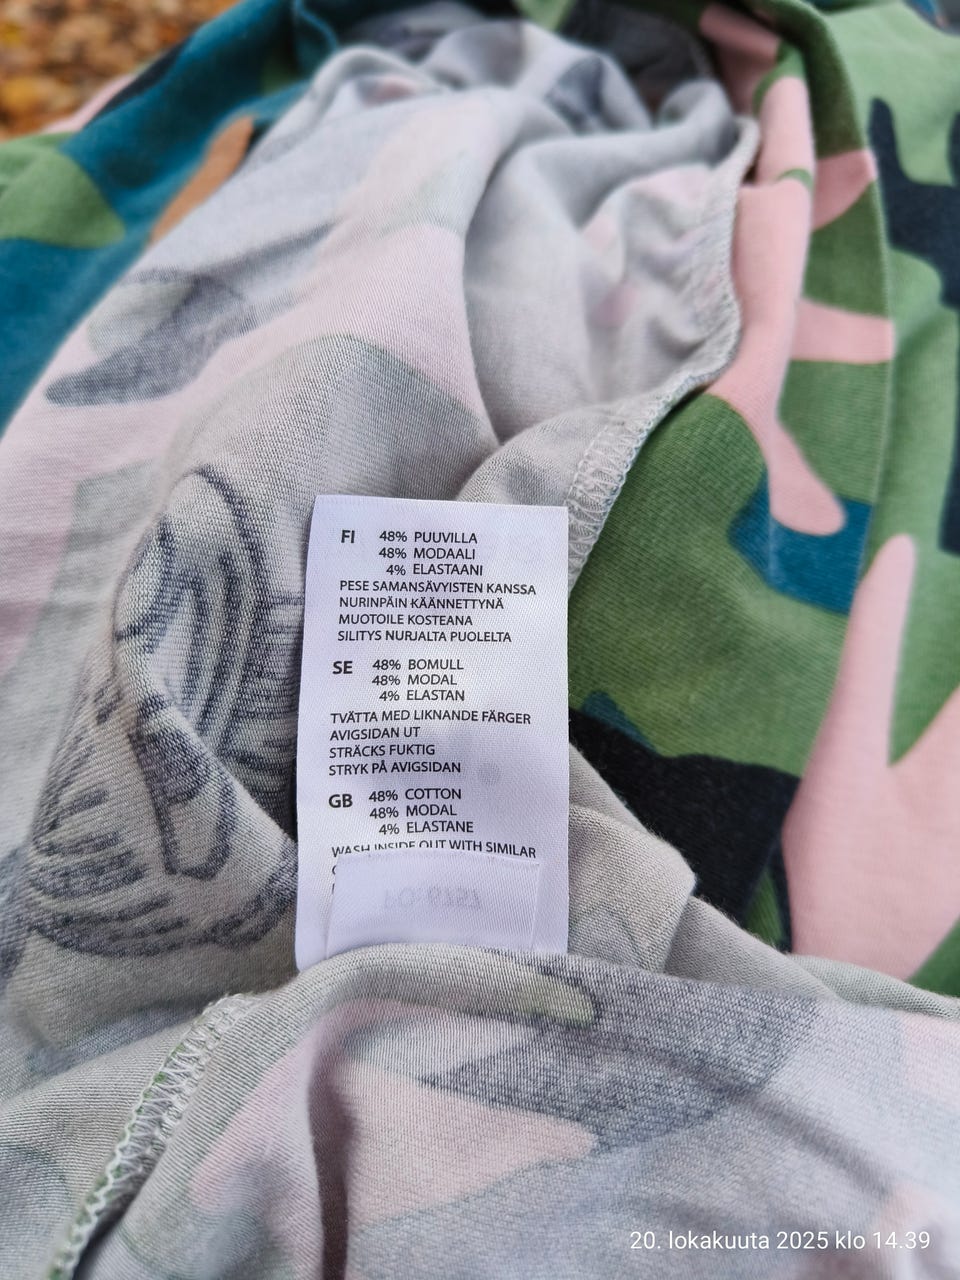 FI 48% PUUVILLA
48% MODAALI
4% ELASTAANI
PESE SAMANSÄVYISTEN KANSSA
NURINPÄIN KÄÄNNETTYNÄ
MUOTOILE KOSTEANA
SILITYS NURJALTA PUOLELTA
SE 48% BOMULL
48% MODAL
4% ELASTAN
TVÄTTA MED LIKNANDE FÄRGER
AVIGSIDAN UT
STRÄCKS FUKTIG
STRYK PÅ AVIGSIDAN
GB 48% COTTON
48% MODAL
4% ELASTANE
WASH INSIDE OUT WITH SIMILAR
20. lokakuuta 2025 klo 14.39